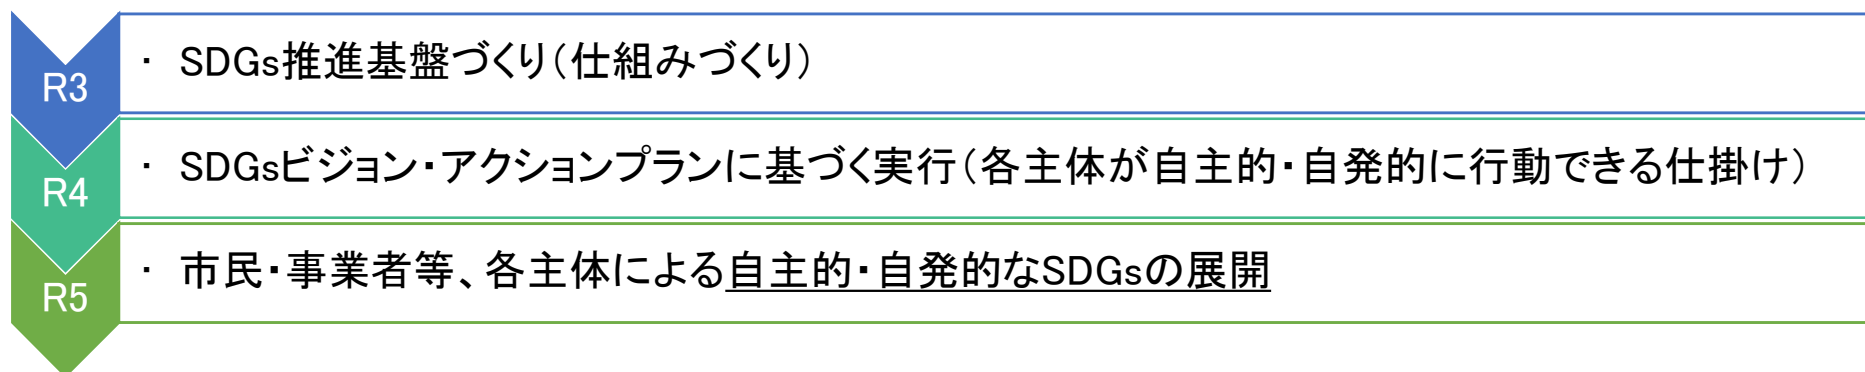 R3
・ SDGs推進基盤づくり（仕組みづくり）
R4
・ SDGsビジョン・アクションプランに基づく実行（各主体が自主的・自発的に行動できる仕掛け）
R5
・ 市民・事業者等、各主体による自主的・自発的なSDGsの展開